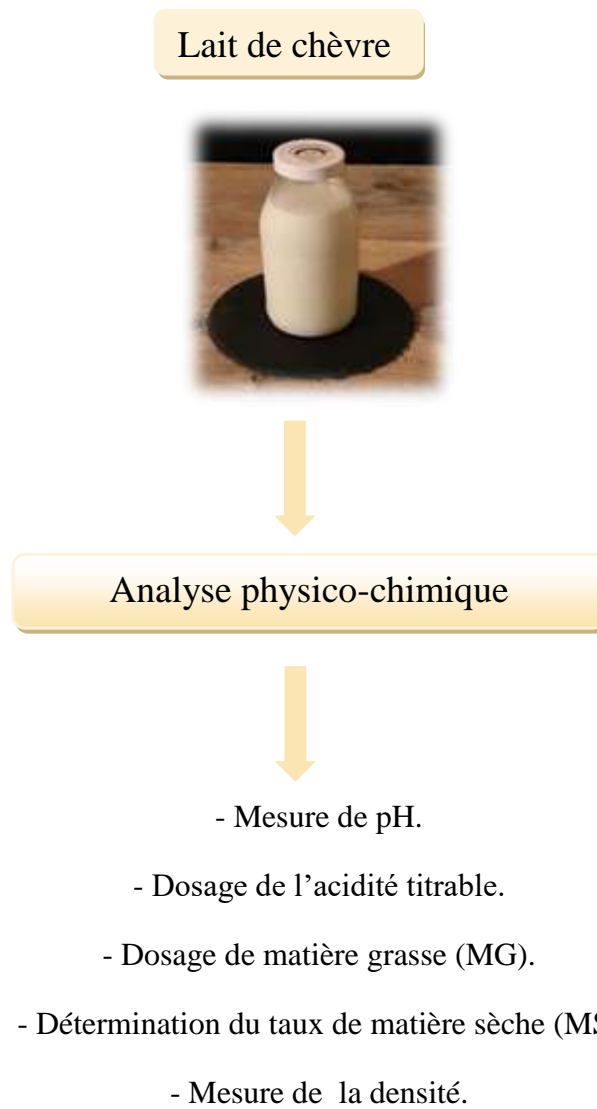 Lait de chèvre
Analyse physico-chimique
- Mesure de pH.
- Dosage de l’acidité titrable.
- Dosage de matière grasse (MG).
- Détermination du taux de matière sèche (MS
- Mesure de  la densité.